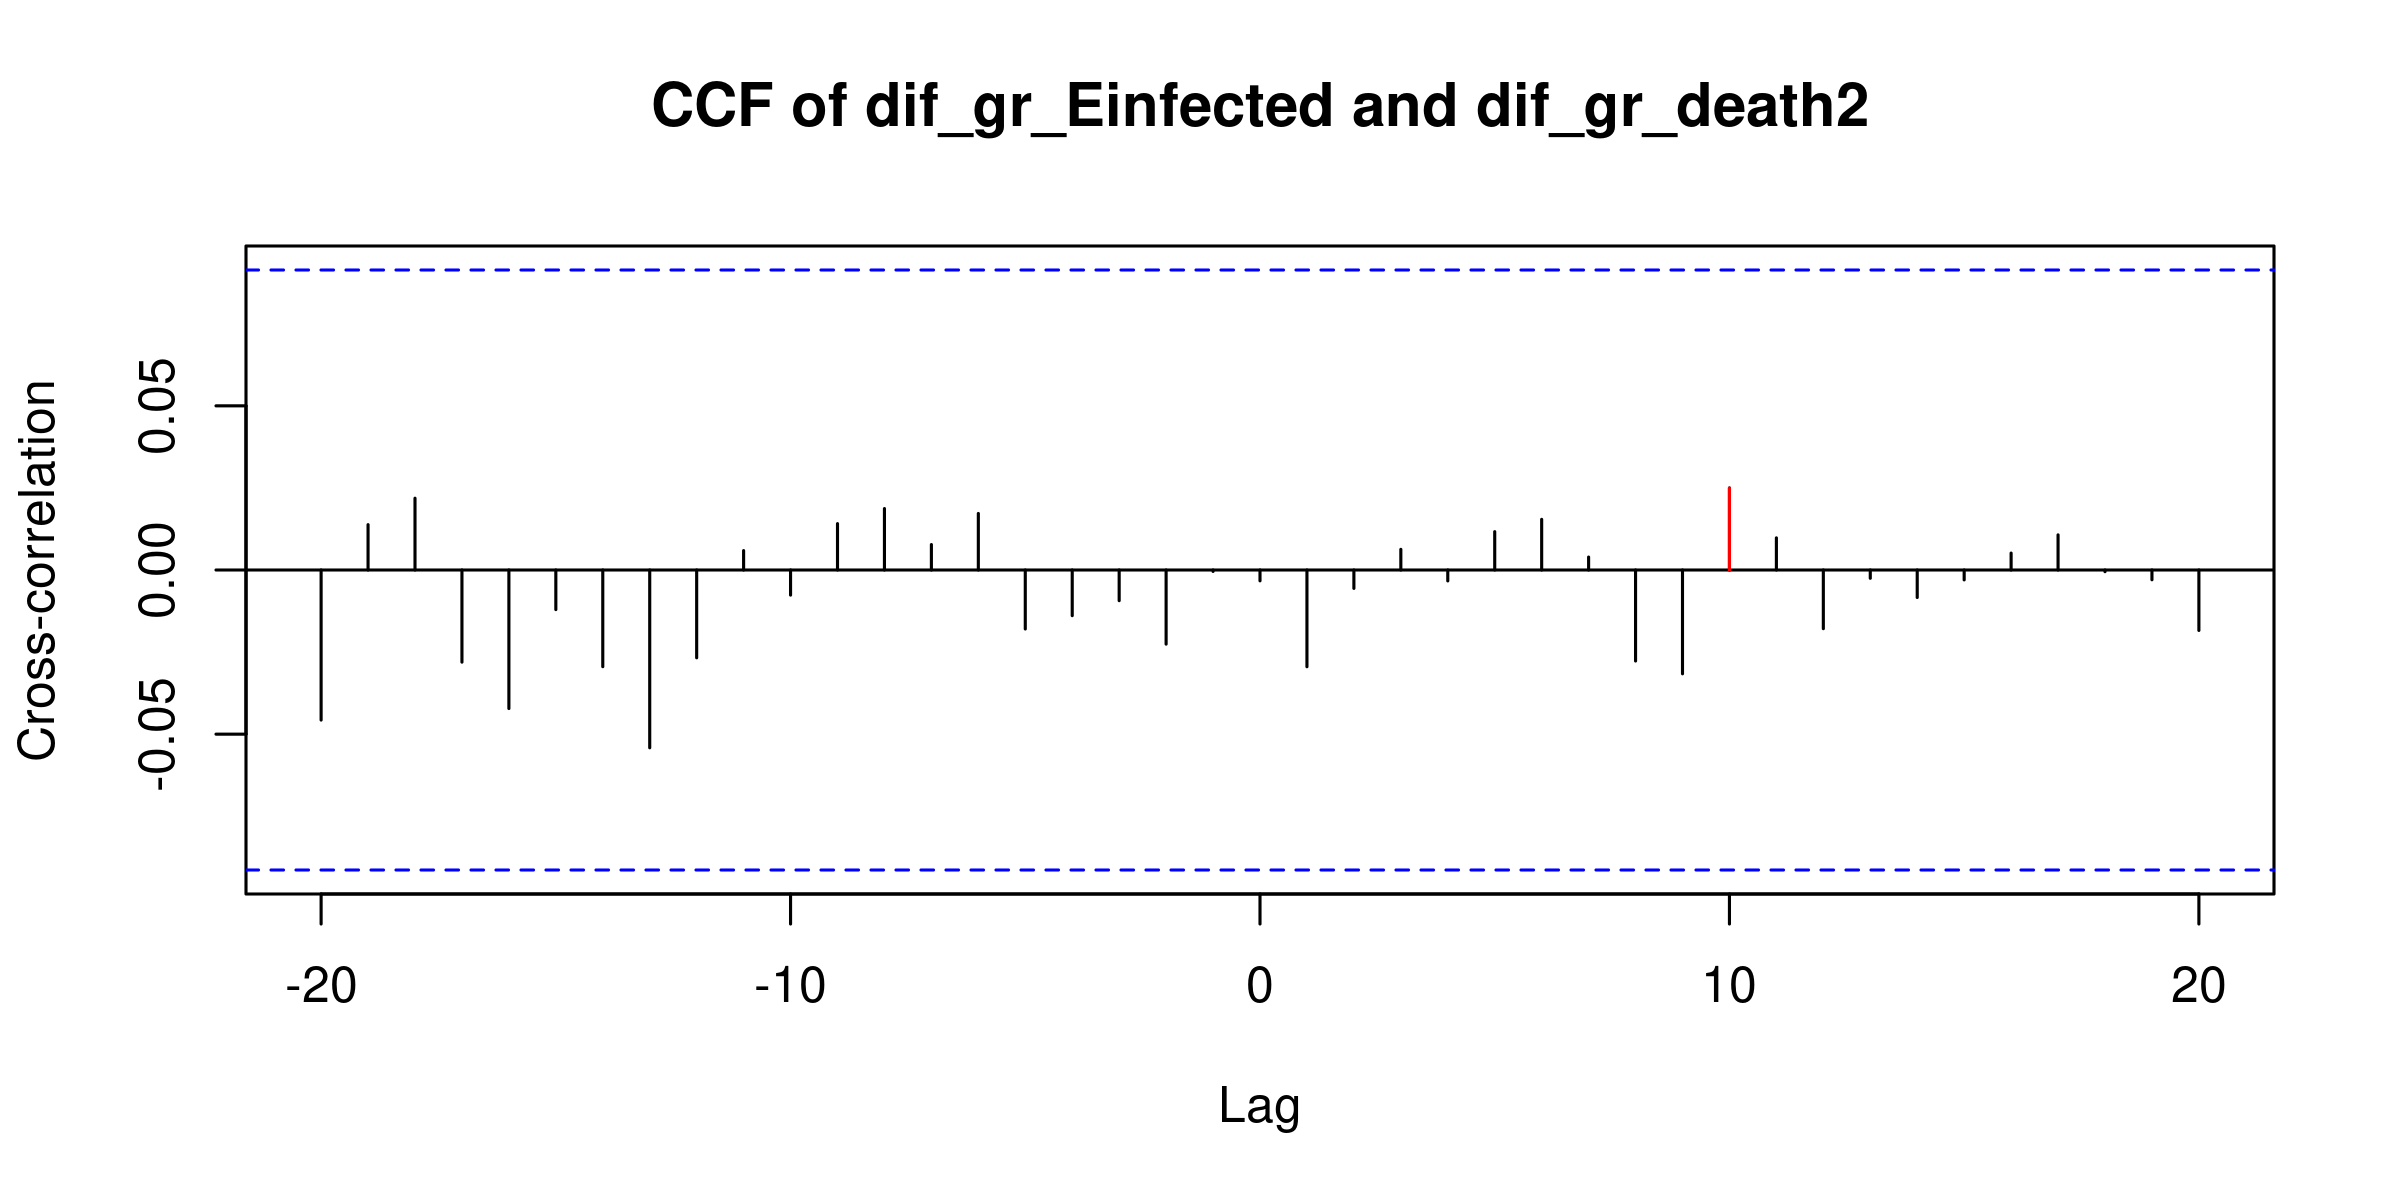 CCF of dif_gr_Einfected and dif_gr_death2
Cross-correlation
0.05
0.00
-0.05
-20 -10 0 10 20
Lag